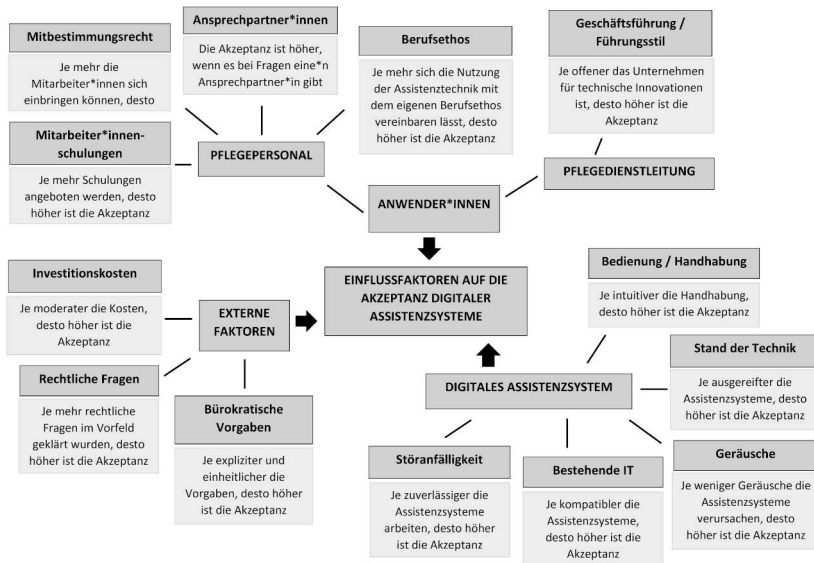 Mitbestimmungsrecht
Je mehr die
Mitarbeiter*innen sich
einbringen können, desto
Ansprechpartner*innen
Die Akzeptanz ist höher,
wenn es bei Fragen eine*n
Ansprechpartner*in gibt
Berufsethos
Je mehr sich die Nutzung
der Assistenztechnik mit
dem eigenen Berufsethos
vereinbaren lässt, desto
höher ist die Akzeptanz
Geschäftsführung /
Führungsstil
Je offener das Unternehmen
für technische Innovationen
ist, desto höher ist die
Akzeptanz
Mitarbeiter*innen-
schulungen
Je mehr Schulungen
angeboten werden, desto
höher ist die Akzeptanz
PFLEGEPERSONAL
PFLEGEDIENSTLEITUNG
ANWENDER*INNEN
EINFLUSSFAKTOREN AUF DIE
AKZEPTANZ DIGITALER
ASSISTENZSYSTEME
Investitionskosten
Je moderater die Kosten,
desto höher ist die
Akzeptanz
EXTERNE
FAKTOREN
Rechtliche Fragen
Je mehr rechtliche
Fragen im Vorfeld
geklärt wurden, desto
höher ist die Akzeptanz
Bürokratische
Vorgaben
Je expliziter und
einheitlicher die
Vorgaben, desto höher
ist die Akzeptanz
Bedienung / Handhabung
Je intuitiver die Handhabung,
desto höher ist die Akzeptanz
DIGITALES ASSISTENZSYSTEM
Stand der Technik
Je ausgereifter die
Assistenzsysteme, desto
höher ist die Akzeptanz
Störanfälligkeit
Je zuverlässiger die
Assistenzsysteme
arbeiten, desto höher
ist die Akzeptanz
Bestehende IT
Je kompatibler die
Assistenzsysteme,
desto höher ist die
Akzeptanz
Geräusche
Je weniger Geräusche die
Assistenzsysteme
verursachen, desto
höher ist die Akzeptanz